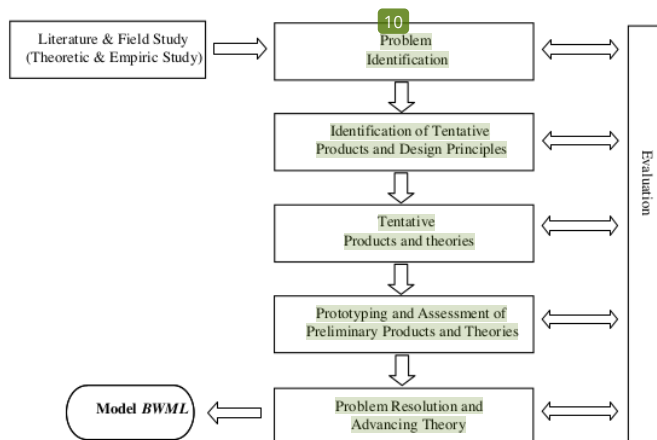 10
Literature & Field Study
(Theoretic & Empiric Study)
Problem
Identification
Identification of Tentative
Products and Design Principles
Tentative
Products and theories
Prototyping and Assessment of
Preliminary Products and Theories
Problem Resolution and
Advancing Theory
Model BWML
Evaluation